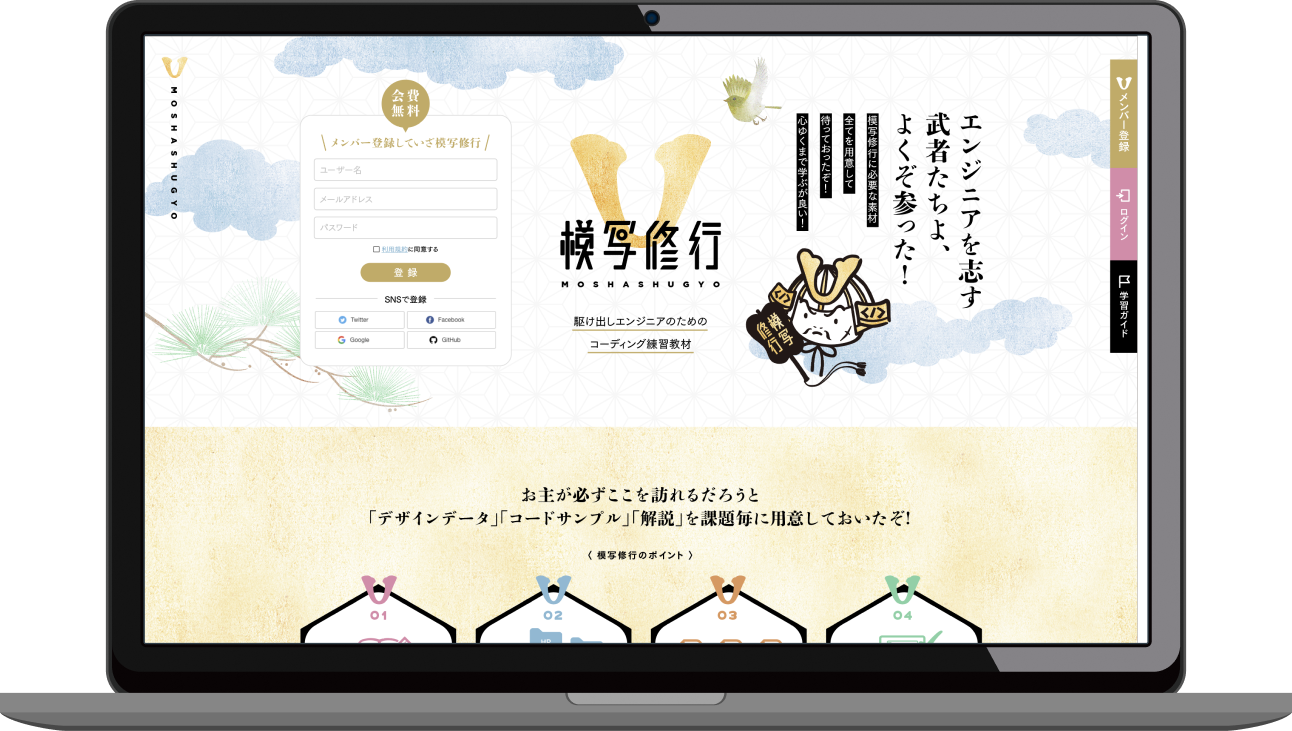 MOSHASHUGYO
会費
無料
メンバー登録していざ模写修行
ユーザー名
メールアドレス
パスワード
利用規約に同意する
登録
SNSで登録
Twitter
Facebook
Google
GitHub
模写修行
MOSHASHUGYO
駆け出しエンジニアのための
コーディング練習教材
エンジニアを志す
武者たちよ、
よくぞ参った!
模写修行に必要な素材
全てを用意して
待っておったぞ!
心ゆくまで学ぶが良い!
</>
模写
修行
メンバー登録
ログイン
学習ガイド
お主が必ずここを訪れるだろうと
「デザインデータ」「コードサンプル」「解説」を課題毎に用意しておいたぞ!
〈 模写修行のポイント 〉
01
02
03
04